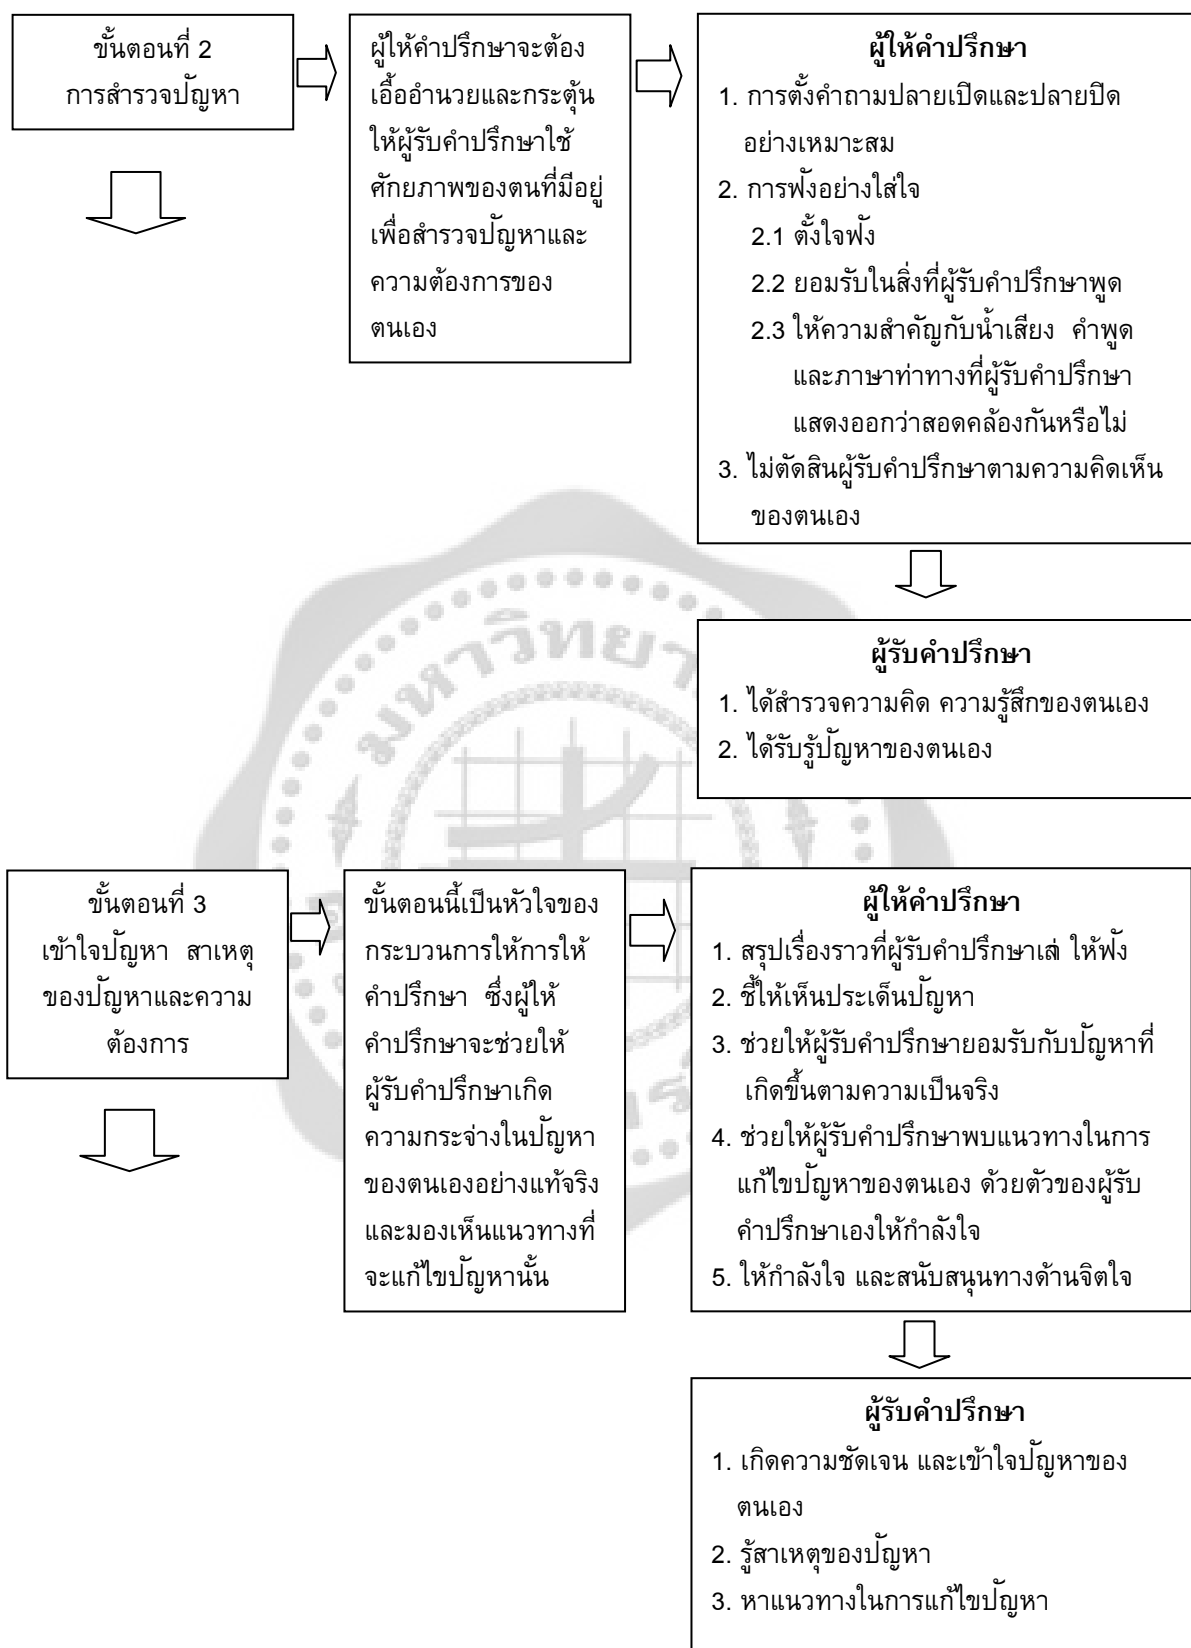 ขั้นตอนที่ 2
การสำรวจปัญหา
ผู้ให้คำปรึกษาจะต้อง
เอื้ออำนวยและกระตุ้น
ให้ผู้รับคำปรึกษาใช้
ศักยภาพของตนที่มีอยู่
เพื่อสำรวจปัญหาและ
ความต้องการของ
ตนเอง
ผู้ให้คำปรึกษา
1. การตั้งคำถามปลายเปิดและปลายปิด
อย่างเหมาะสม
2. การฟังอย่างใส่ใจ
2.1 ตั้งใจฟัง
2.2 ยอมรับในสิ่งที่ผู้รับคำปรึกษาพูด
2.3 ให้ความสำคัญกับน้ำเสียง คำพูด
และภาษาท่าทางที่ผู้รับคำปรึกษา
แสดงออกว่าสอดคล้องกันหรือไม่
3. ไม่ตัดสินผู้รับคำปรึกษาตามความคิดเห็น
ของตนเอง
ผู้รับคำปรึกษา
1. ได้สำรวจความคิด ความรู้สึกของตนเอง
2. ได้รับรู้ปัญหาของตนเอง
ขั้นตอนที่ 3
เข้าใจปัญหา สาเหตุ
ของปัญหาและความ
ต้องการ
ขั้นตอนนี้เป็นหัวใจของ
กระบวนการให้การให้
คำปรึกษา ซึ่งผู้ให้
คำปรึกษาจะช่วยให้
ผู้รับคำปรึกษาเกิด
ความกระจ่างในปัญหา
ของตนเองอย่างแท้จริง
และมองเห็นแนวทางที่
จะแก้ไขปัญหานั้น
ผู้ให้คำปรึกษา
1. สรุปเรื่องราวที่ผู้รับคำปรึกษาเล่า ให้ฟัง
2. ชี้ให้เห็นประเด็นปัญหา
3. ช่วยให้ผู้รับคำปรึกษายอมรับกับปัญหาที่
เกิดขึ้นตามความเป็นจริง
4. ช่วยให้ผู้รับคำปรึกษาพบแนวทางในการ
แก้ไขปัญหาของตนเอง ด้วยตัวของผู้รับ
คำปรึกษาเองให้กำลังใจ
5. ให้กำลังใจ และสนับสนุนทางด้านจิตใจ
ผู้รับคำปรึกษา
1. เกิดความชัดเจน และเข้าใจปัญหาของ
ตนเอง
2. รู้สาเหตุของปัญหา
3. หาแนวทางในการแก้ไขปัญหา